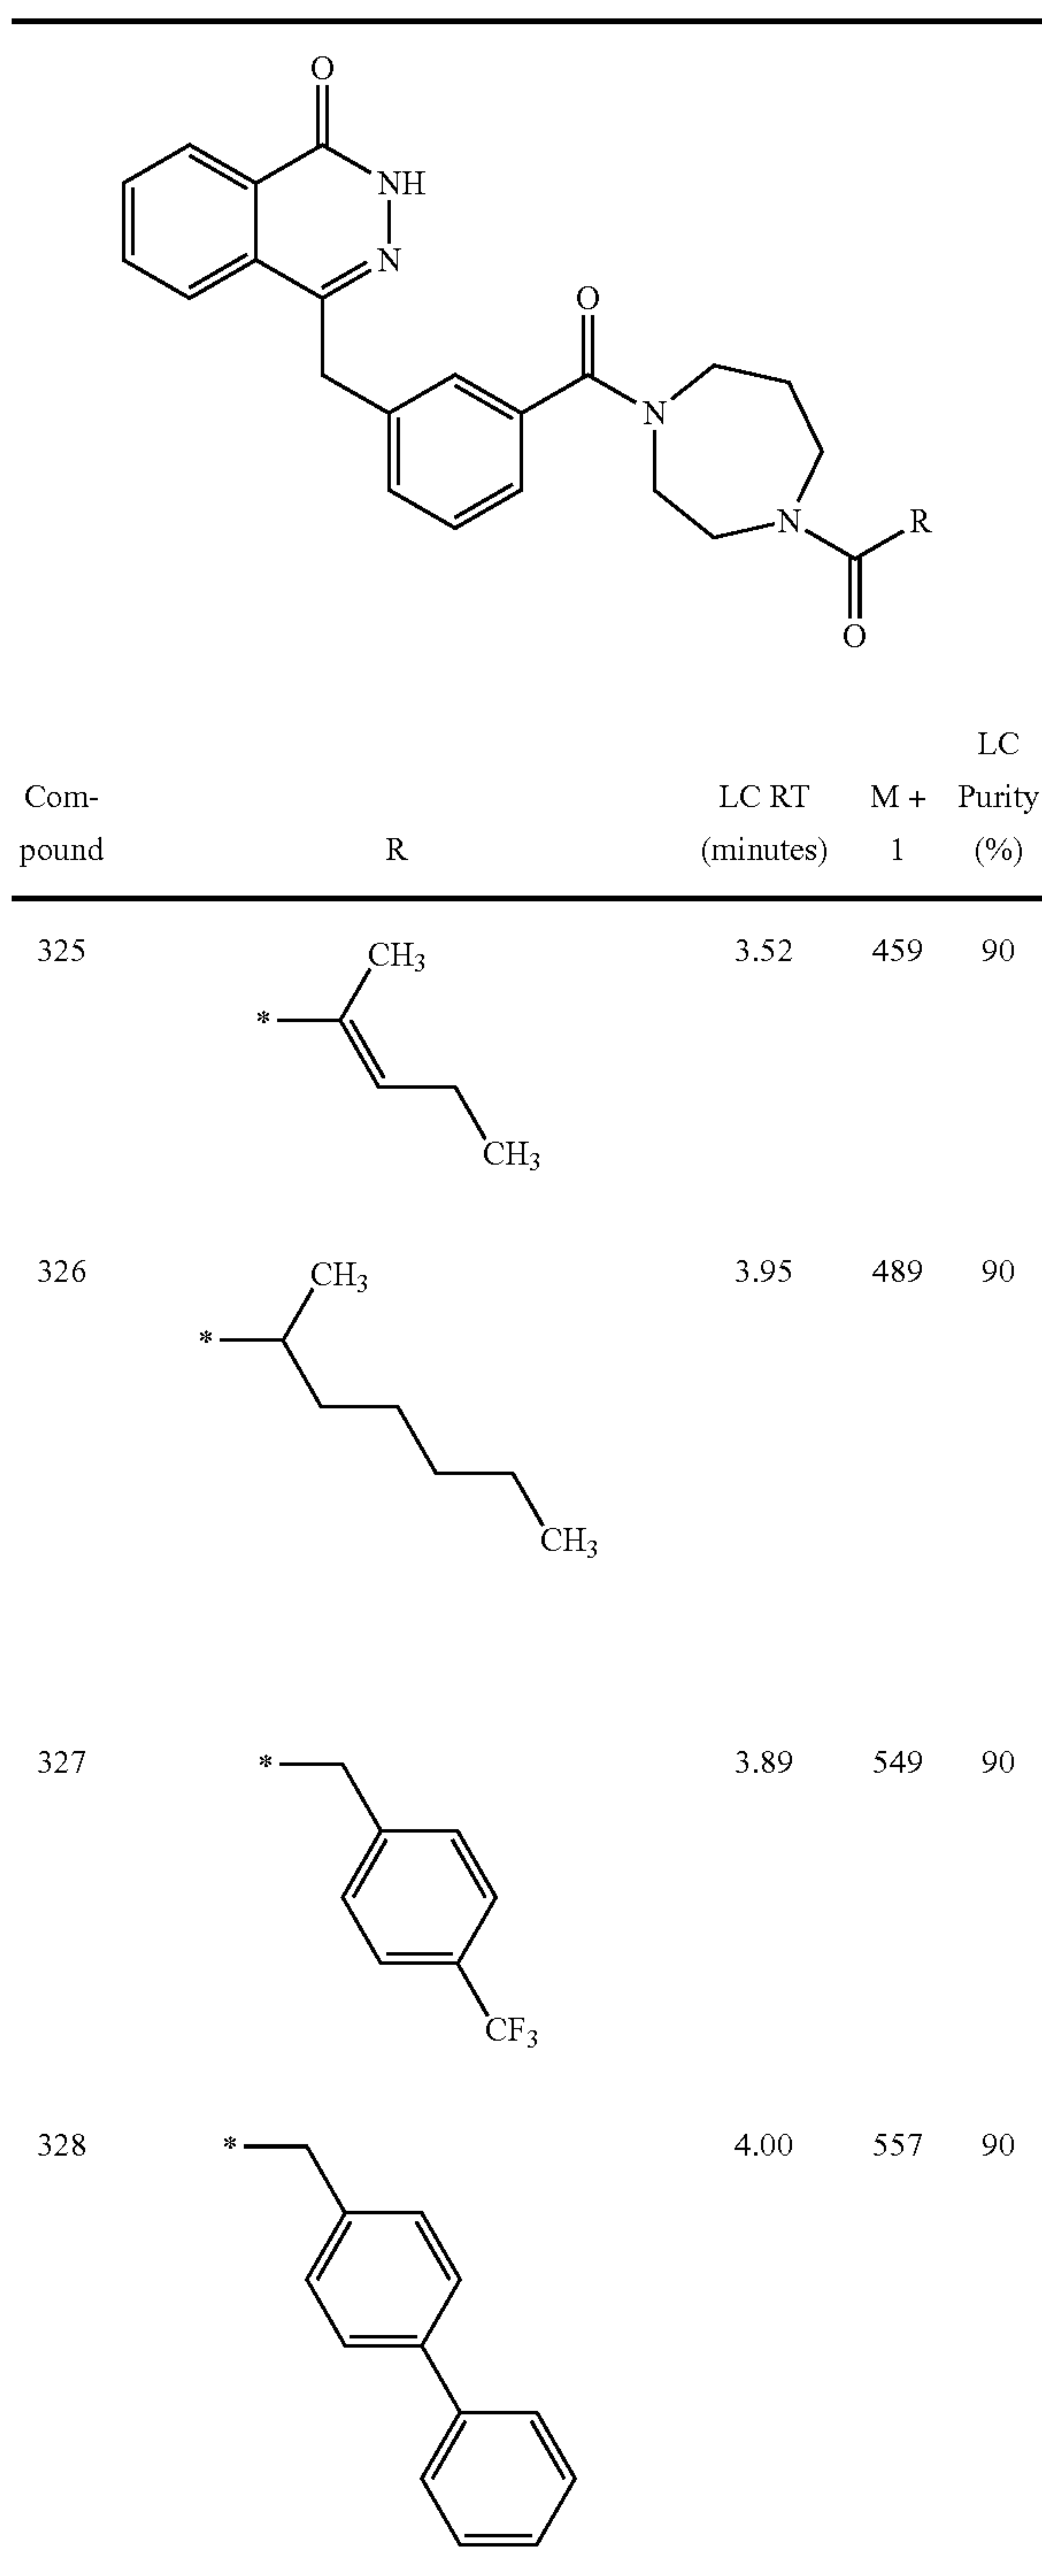 O
NH
N
O
N
N
R
O
LC
Com- LC RT M + Purity
pound R (minutes) 1 (%)
325 CH3 3.52 459 90
*
CH3
326 CH3 3.95 489 90
*
CH3
327 * 3.89 549 90
CF3
328 * 4.00 557 90